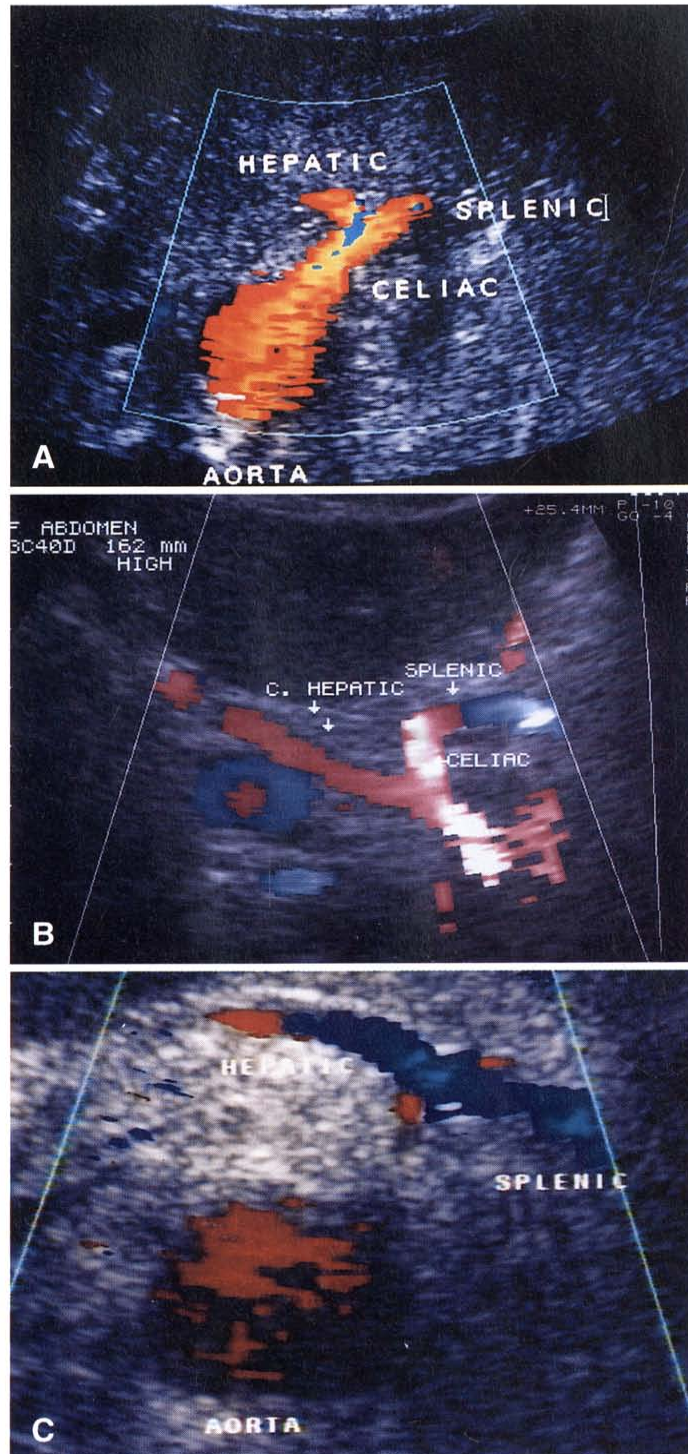 HEPATIC
SPLENIC
CELIAC
AORTA
A
F ABDOMEN
3C40D 162 mm
HIGH
+25.4MM
SPLENIC
C. HEPATIC
CELIAC
B
HEPATIC
SPLENIC
AORTA
C